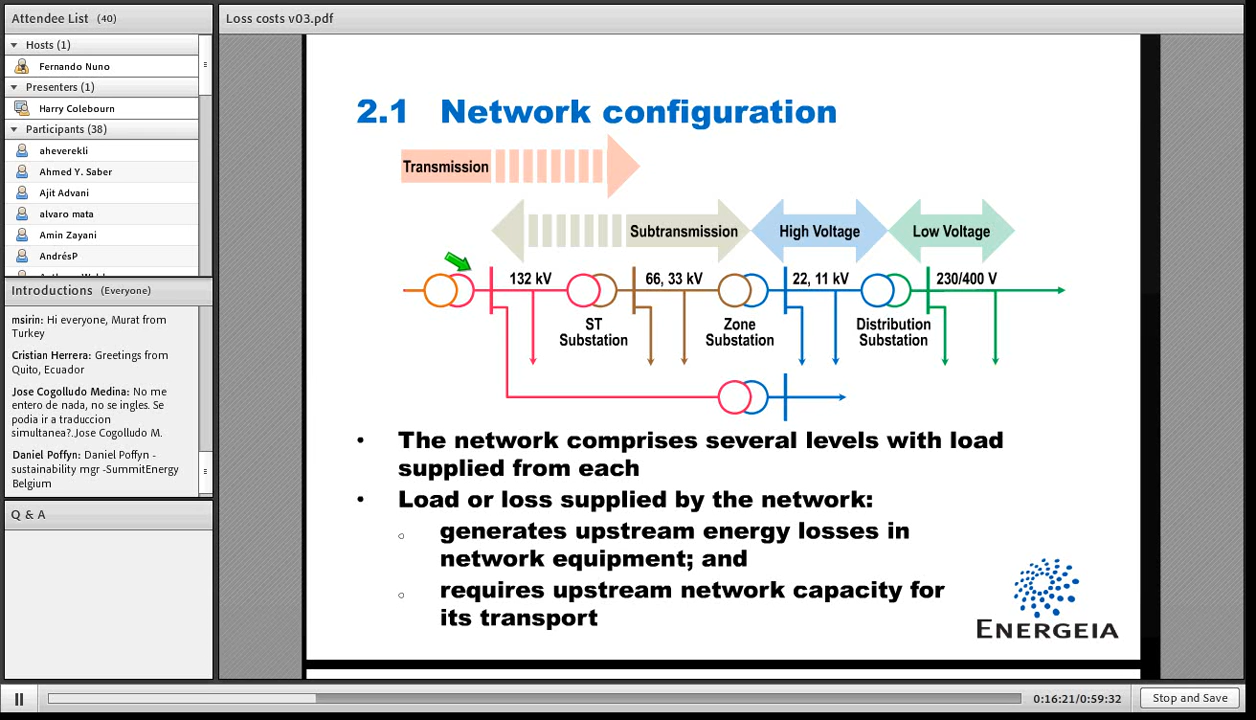 Attendee List (40)
Hosts (1)
Fernando Nuno
Presenters (1)
Harry Colebourn
Participants (38)
aheverekli
Ahmed Y. Saber
Ajit Advani
alvaro mata
Amin Zayani
AndrésP
Introductions (Everyone)
msirin: Hi everyone, Murat from
Turkey
Cristian Herrera: Greetings from
Quito, Ecuador
Jose Cogolludo Medina: No me
entero de nada, no se ingles. Se
podia ir a traduccion
simultanea?.Jose Cogolludo M.
Daniel Poffyn: Daniel Poffyn -
sustainability mgr -SummitEnergy
Belgium
Q & A
Loss costs v03.pdf
2.1 Network configuration
Transmission
Subtransmission
High Voltage
Low Voltage
132 kV
66, 33 kV
22, 11 kV
230/400 V
ST
Substation
Zone
Substation
Distribution
Substation
• The network comprises several levels with load
supplied from each
• Load or loss supplied by the network:
○ generates upstream energy losses in
network equipment; and
○ requires upstream network capacity for
its transport
ENERGEIA
0:16:21/0:59:32
Stop and Save